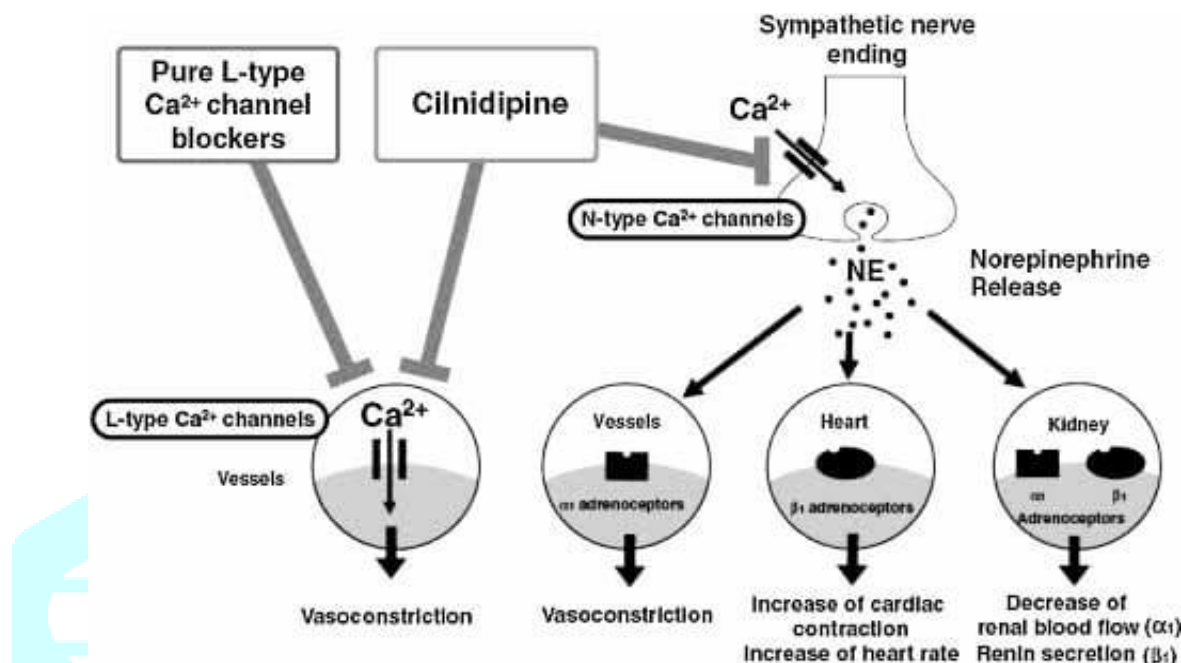 Pure L-type
Ca²⁺ channel
blockers
Cilnidipine
Sympathetic nerve
ending
Ca²⁺
N-type Ca²⁺ channels
NE
Norepinephrine
Release
L-type Ca²⁺ channels
Ca²⁺
Vessels
Vasoconstriction
Vessels
α1 adrenoceptors
Vasoconstriction
Heart
β₁ adrenoceptors
Increase of cardiac
contraction
Increase of heart rate
Kidney
α1
β₁
Adrenoceptors
Decrease of
renal blood flow (α₁)
Renin secretion (β₁)